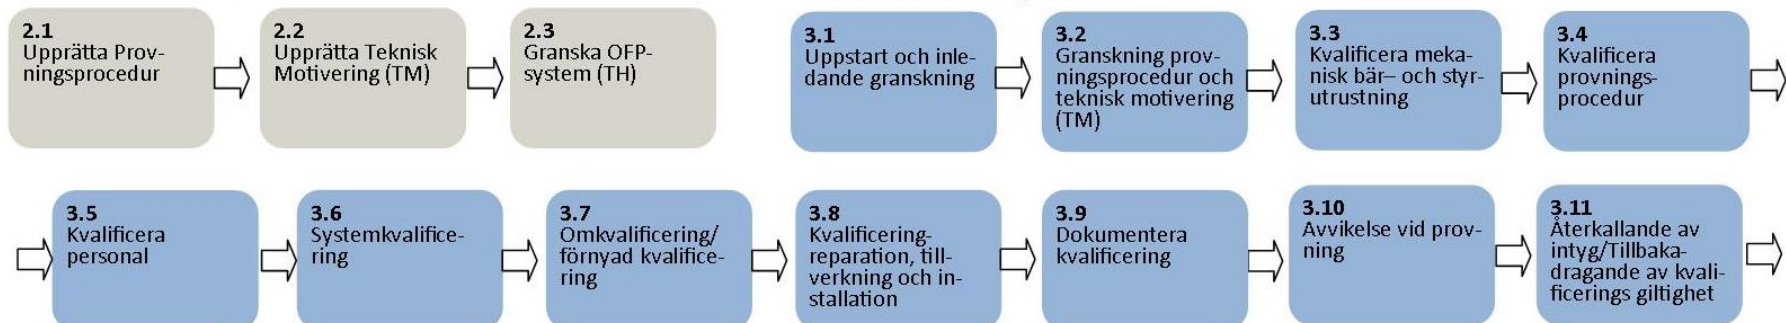 2.1
Upprätta Prov-
ningsprocedur
2.2
Upprätta Teknisk
Motivering (TM)
2.3
Granska OFP-
system (TH)
3.1
Uppstart och inle-
dande granskning
3.2
Granskning prov-
ningsprocedur och
teknisk motivering
(TM)
3.3
Kvalificera meka-
nisk bär– och styr-
utrustning
3.4
Kvalificera
provnings-
procedur
3.5
Kvalificera
personal
3.6
Systemkvalifice-
ring
3.7
Omkvalificering/
förnyad kvalifice-
ring
3.8
Kvalificering-
reparation, till-
verkning och in-
stallation
3.9
Dokumentera
kvalificering
3.10
Avvikelse vid prov-
ning
3.11
Återkallande av
intyg/Tillbaka-
dragande av kvali-
ficerings giltighet